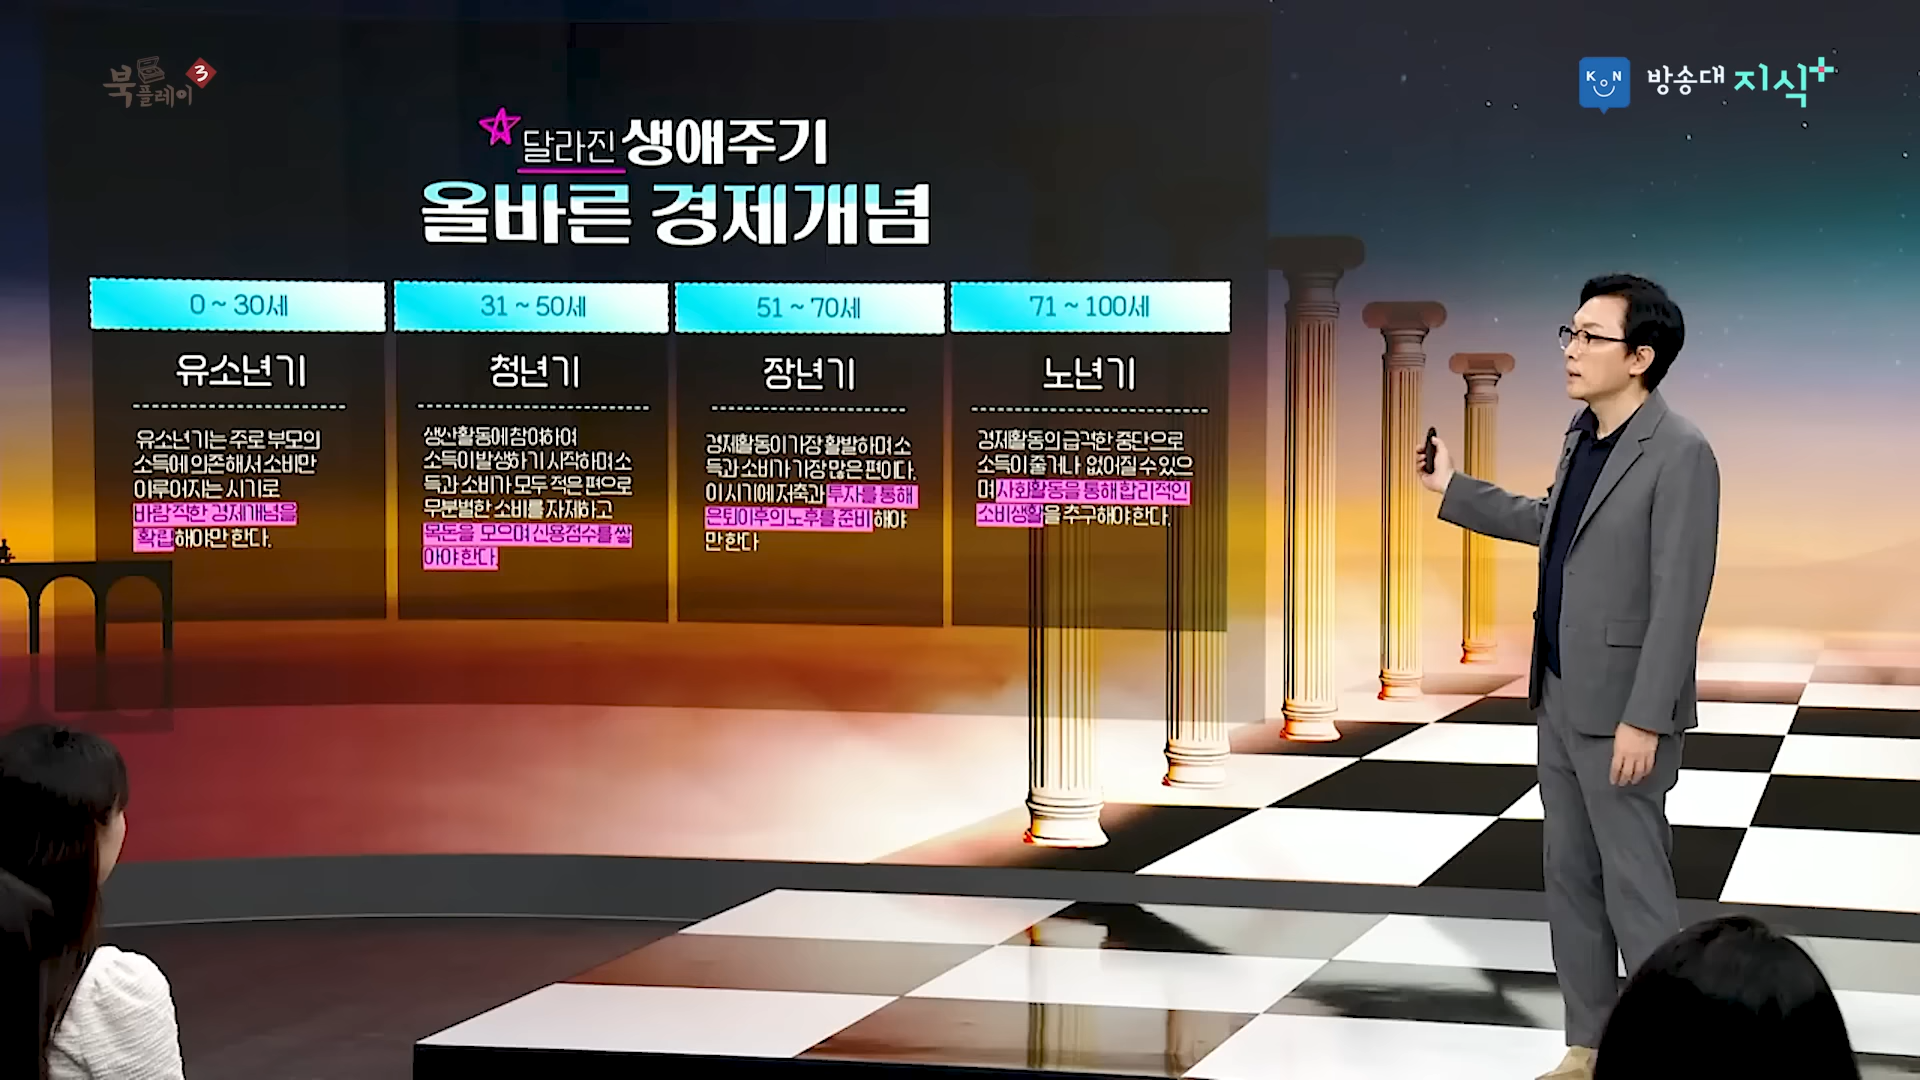 북플레이 3
KON 방송대 지식+
달라진 생애주기
올바른 경제개념
0 ~ 30세
유소년기
유소년기는 주로 부모의
소득에 의존해서 소비만
이루어지는 시기로
바람직한 경제개념을
확립해야만 한다.
31 ~ 50세
청년기
생산활동에 참여하여
소득이 발생하기 시작하며 소
득과 소비가 모두 적은 편으로
무분별한 소비를 자제하고
목돈을 모으며 신용점수를 쌓
아야 한다.
51 ~ 70세
장년기
경제활동이 가장 활발하며 소
득과 소비가 가장 많은 편이다.
이 시기에 저축과 투자를 통해
은퇴이후의 노후를 준비해야
만 한다
71 ~ 100세
노년기
경제활동의 급격한 중단으로
소득이 줄거나 없어질 수 있으
며 사회활동을 통해 합리적인
소비생활을 추구해야 한다.